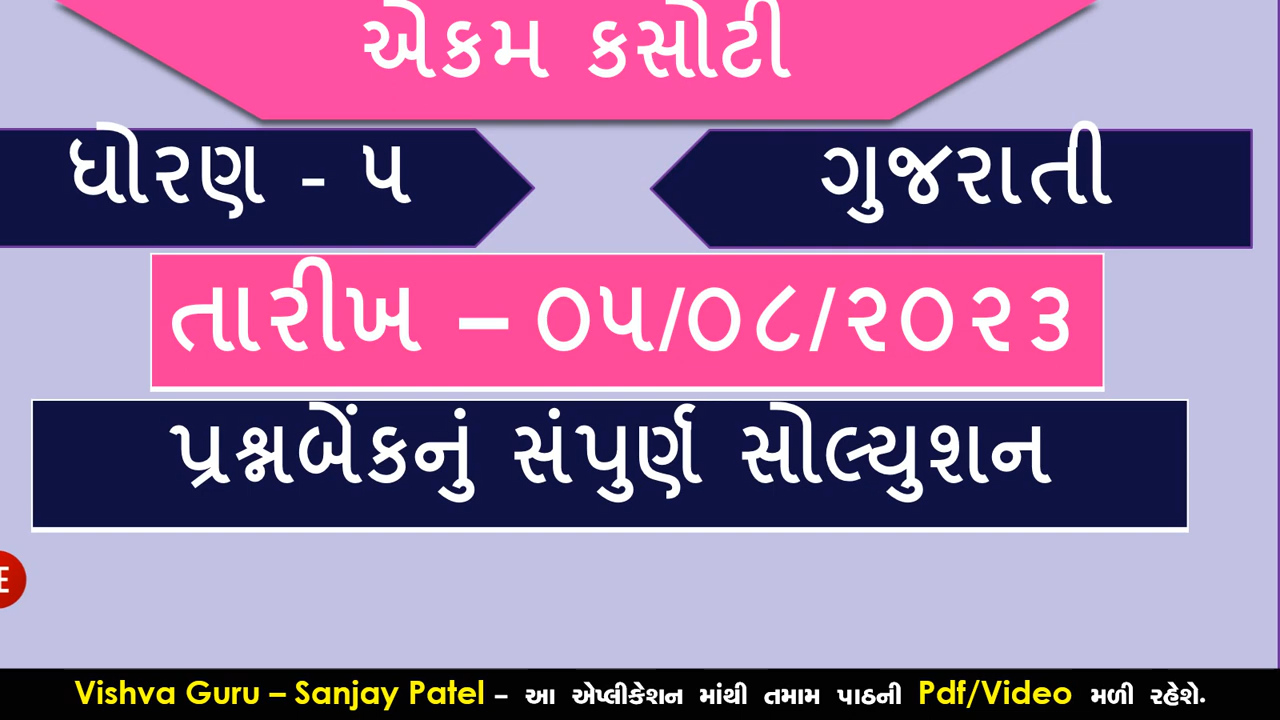 એકમ કસોટી
ધોરણ - ૫
ગુજરાતી
તારીખ – ૦૫/૦૮/૨૦૨૩
પ્રશ્નબેંકનું સંપુર્ણ સોલ્યુશન
E
Vishva Guru – Sanjay Patel – આ એપ્લીકેશન માંથી તમામ પાઠની Pdf/Video મળી રહેશે.